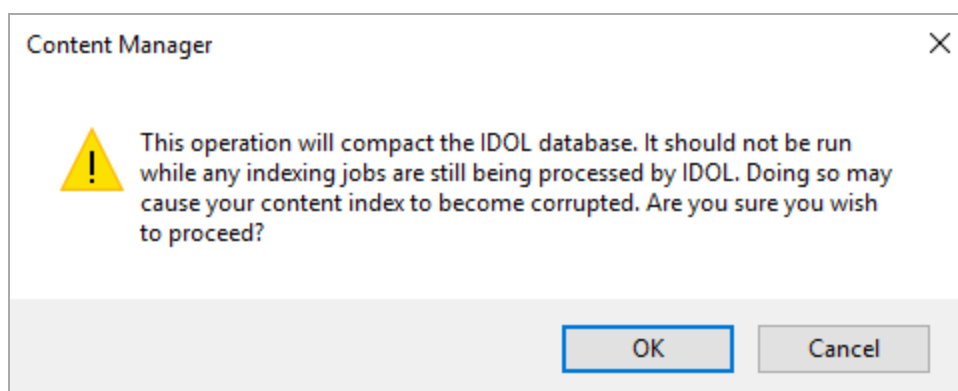 Content Manager
This operation will compact the IDOL database. It should not be run
while any indexing jobs are still being processed by IDOL. Doing so may
cause your content index to become corrupted. Are you sure you wish
to proceed?
OK
Cancel